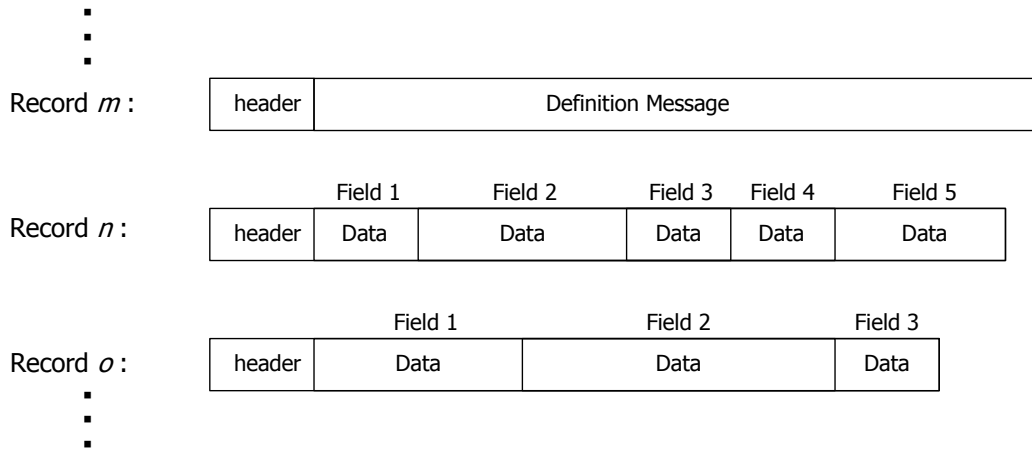 Record m :
header Definition Message
Field 1 Field 2 Field 3 Field 4 Field 5
Record n :
header Data Data Data Data Data
Field 1 Field 2 Field 3
Record o :
header Data Data Data